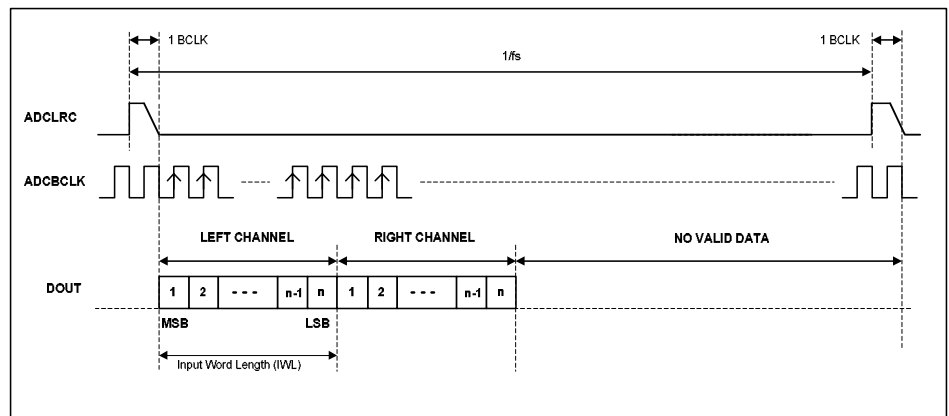 1 BCLK
1 BCLK
1/fs
ADCLRC
ADCBCLK
LEFT CHANNEL RIGHT CHANNEL NO VALID DATA
DOUT
1 2 - - - n-1 n 1 2 - - - n-1 n
MSB LSB
Input Word Length (IWL)